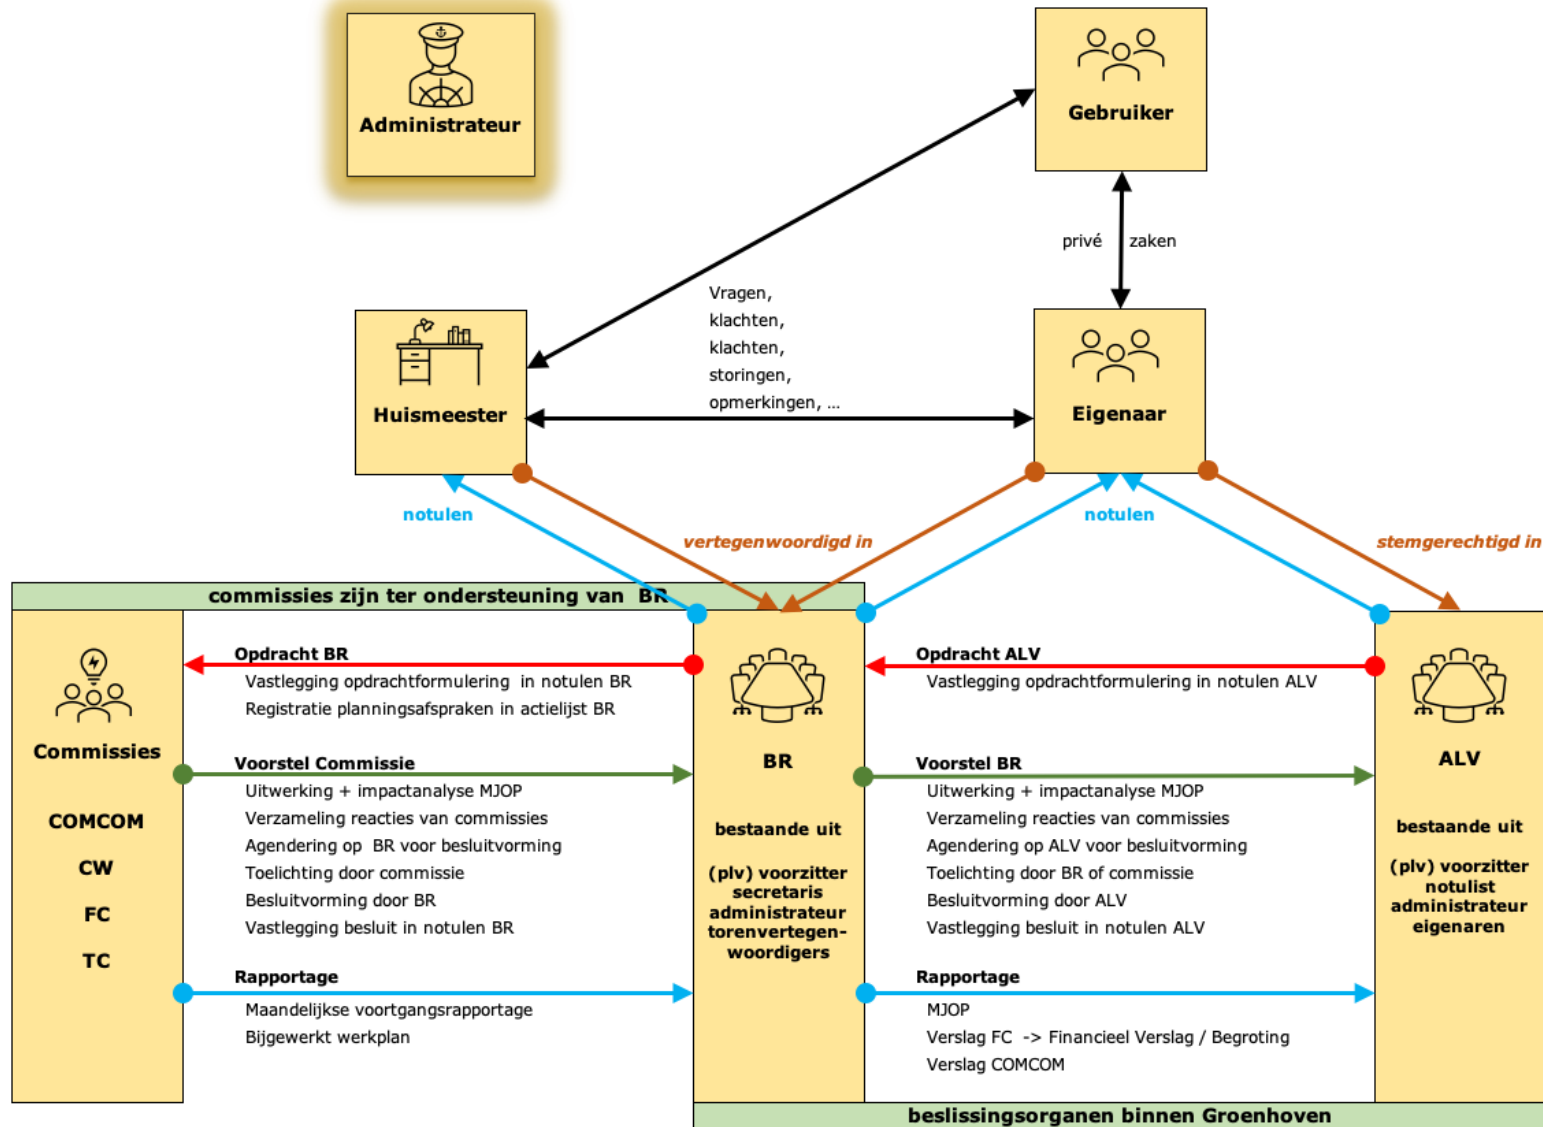 Administrateur
Gebruiker
privé zaken
Vragen,
klachten,
klachten,
storingen,
opmerkingen, ...
Huismeester
Eigenaar
notulen
vertegenwoordigd in
notulen
stemgerechtigd in
commissies zijn ter ondersteuning van BR
Commissies
COMCOM
CW
FC
TC
Opdracht BR
Vastlegging opdrachtformulering in notulen BR
Registratie planningsafspraken in actielijst BR
Voorstel Commissie
Uitwerking + impactanalyse MJOP
Verzameling reacties van commissies
Agendering op BR voor besluitvorming
Toelichting door commissie
Besluitvorming door BR
Vastlegging besluit in notulen BR
Rapportage
Maandelijkse voortgangsrapportage
Bijgewerkt werkplan
BR
bestaande uit
(plv) voorzitter
secretaris
administrateur
torenvertegen-
woordigers
Opdracht ALV
Vastlegging opdrachtformulering in notulen ALV
Voorstel BR
Uitwerking + impactanalyse MJOP
Verzameling reacties van commissies
Agendering op ALV voor besluitvorming
Toelichting door BR of commissie
Besluitvorming door ALV
Vastlegging besluit in notulen ALV
Rapportage
MJOP
Verslag FC -> Financieel Verslag / Begroting
Verslag COMCOM
ALV
bestaande uit
(plv) voorzitter
notulist
administrateur
eigenaren
beslissingsorganen binnen Groenhoven